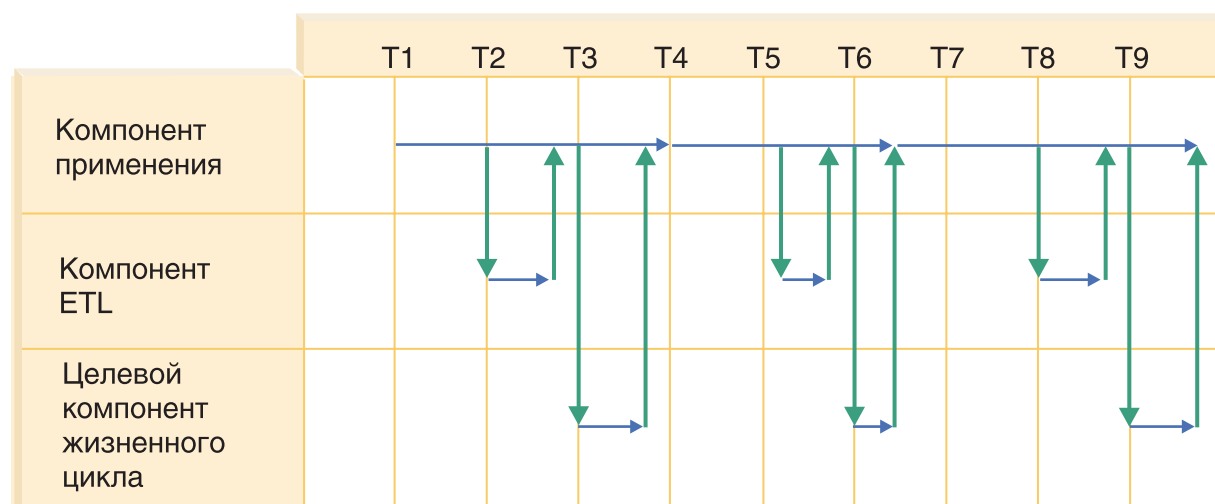 T1 T2 T3 T4 T5 T6 T7 T8 T9
Компонент
применения
Компонент
ETL
Целевой
компонент
жизненного
цикла